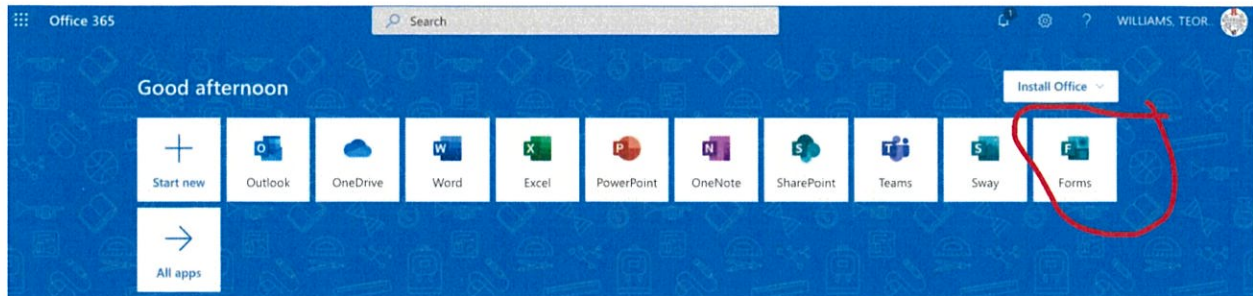 Office 365
Search
1
?
WILLIAMS, TEOR...
Good afternoon
Install Office
Start new
Outlook
OneDrive
Word
Excel
PowerPoint
OneNote
SharePoint
Teams
Sway
Forms
All apps